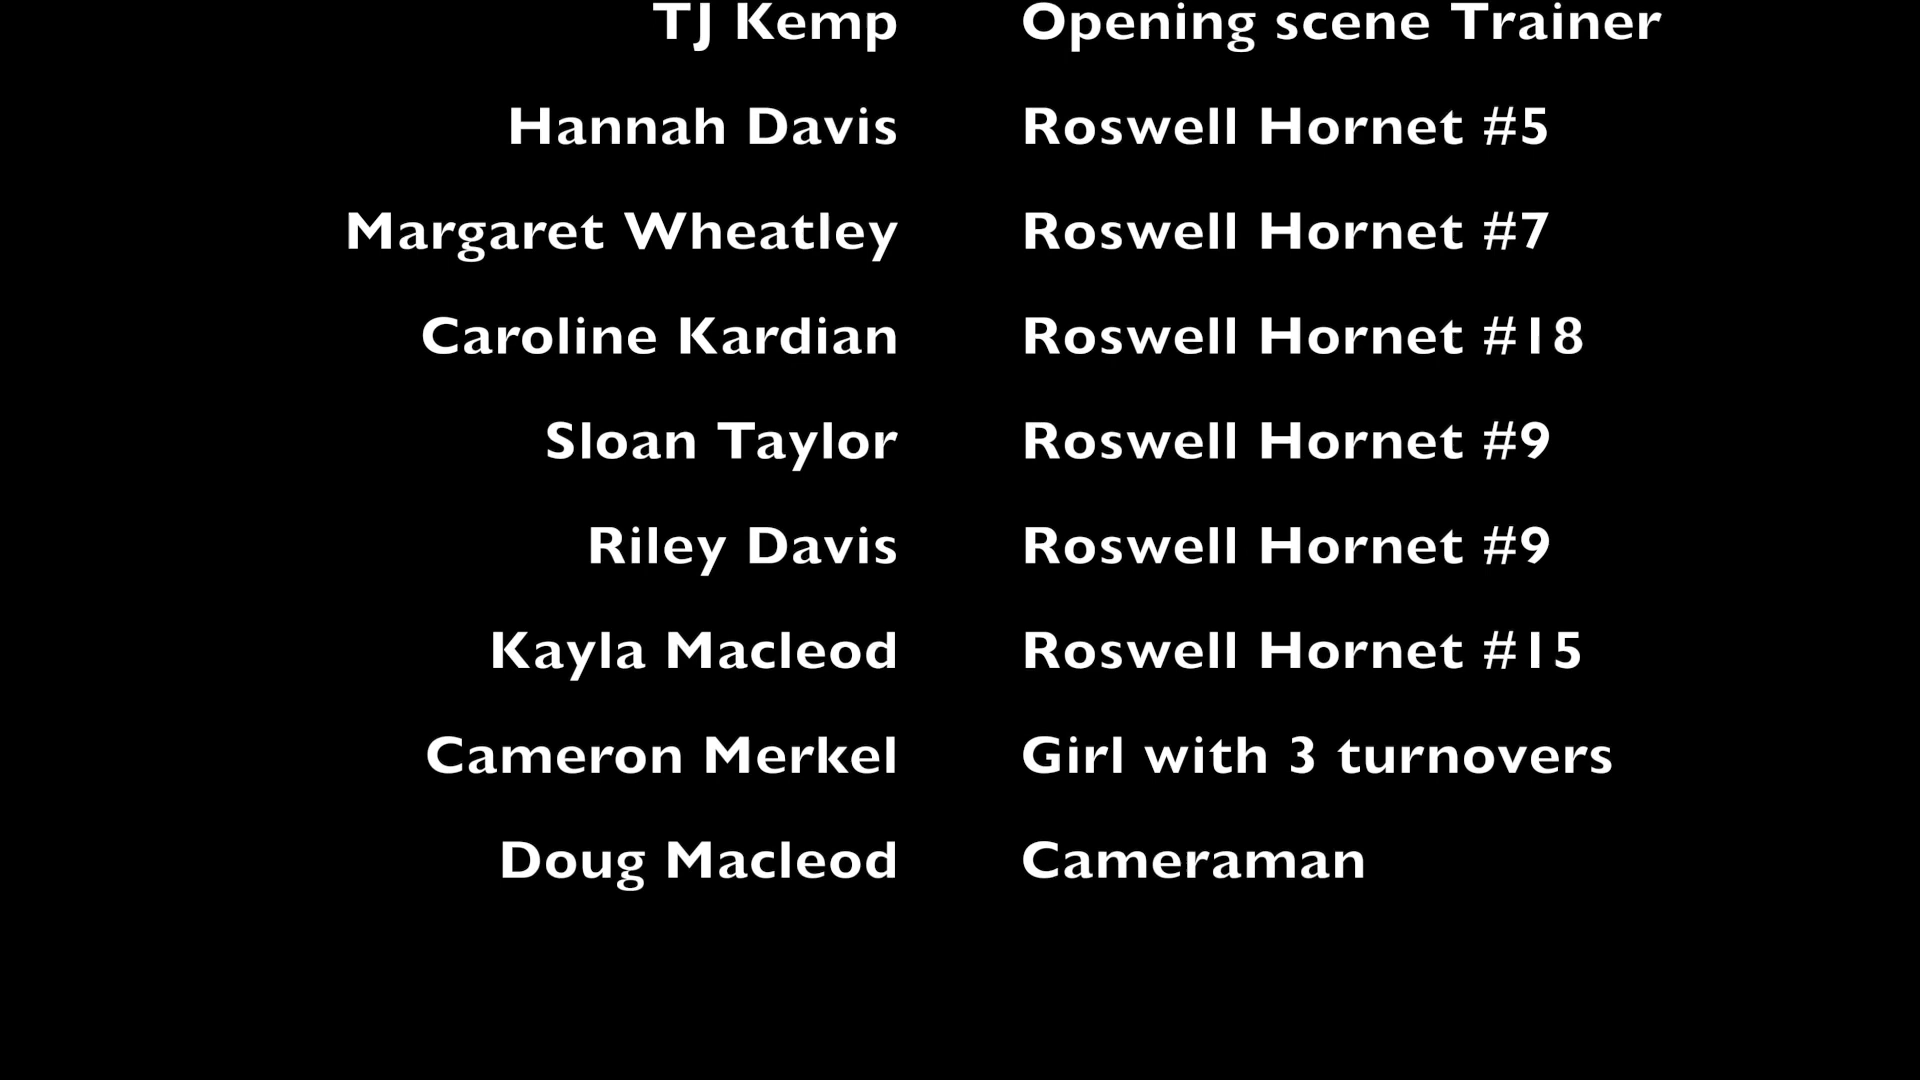 TJ Kemp Opening scene Trainer
Hannah Davis Roswell Hornet #5
Margaret Wheatley Roswell Hornet #7
Caroline Kardian Roswell Hornet #18
Sloan Taylor Roswell Hornet #9
Riley Davis Roswell Hornet #9
Kayla Macleod Roswell Hornet #15
Cameron Merkel Girl with 3 turnovers
Doug Macleod Cameraman